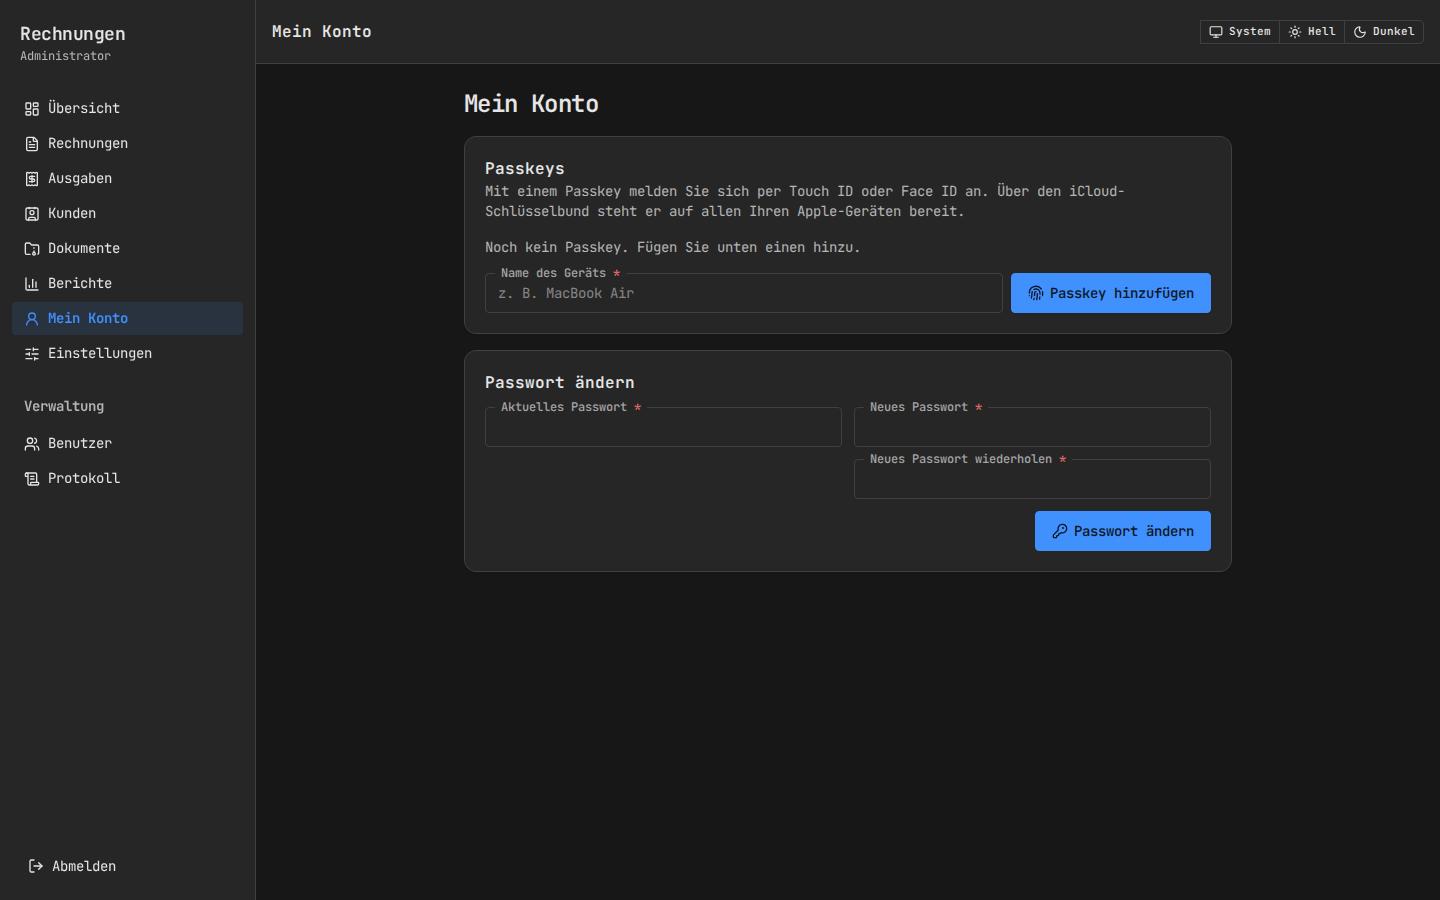 Rechnungen
Administrator
Übersicht
Rechnungen
Ausgaben
Kunden
Dokumente
Berichte
Mein Konto
Einstellungen
Verwaltung
Benutzer
Protokoll
Abmelden
Mein Konto
System
Hell
Dunkel
Mein Konto
Passkeys
Mit einem Passkey melden Sie sich per Touch ID oder Face ID an. Über den iCloud-
Schlüsselbund steht er auf allen Ihren Apple-Geräten bereit.
Noch kein Passkey. Fügen Sie unten einen hinzu.
Name des Geräts *
z. B. MacBook Air
Passkey hinzufügen
Passwort ändern
Aktuelles Passwort *
Neues Passwort *
Neues Passwort wiederholen *
Passwort ändern